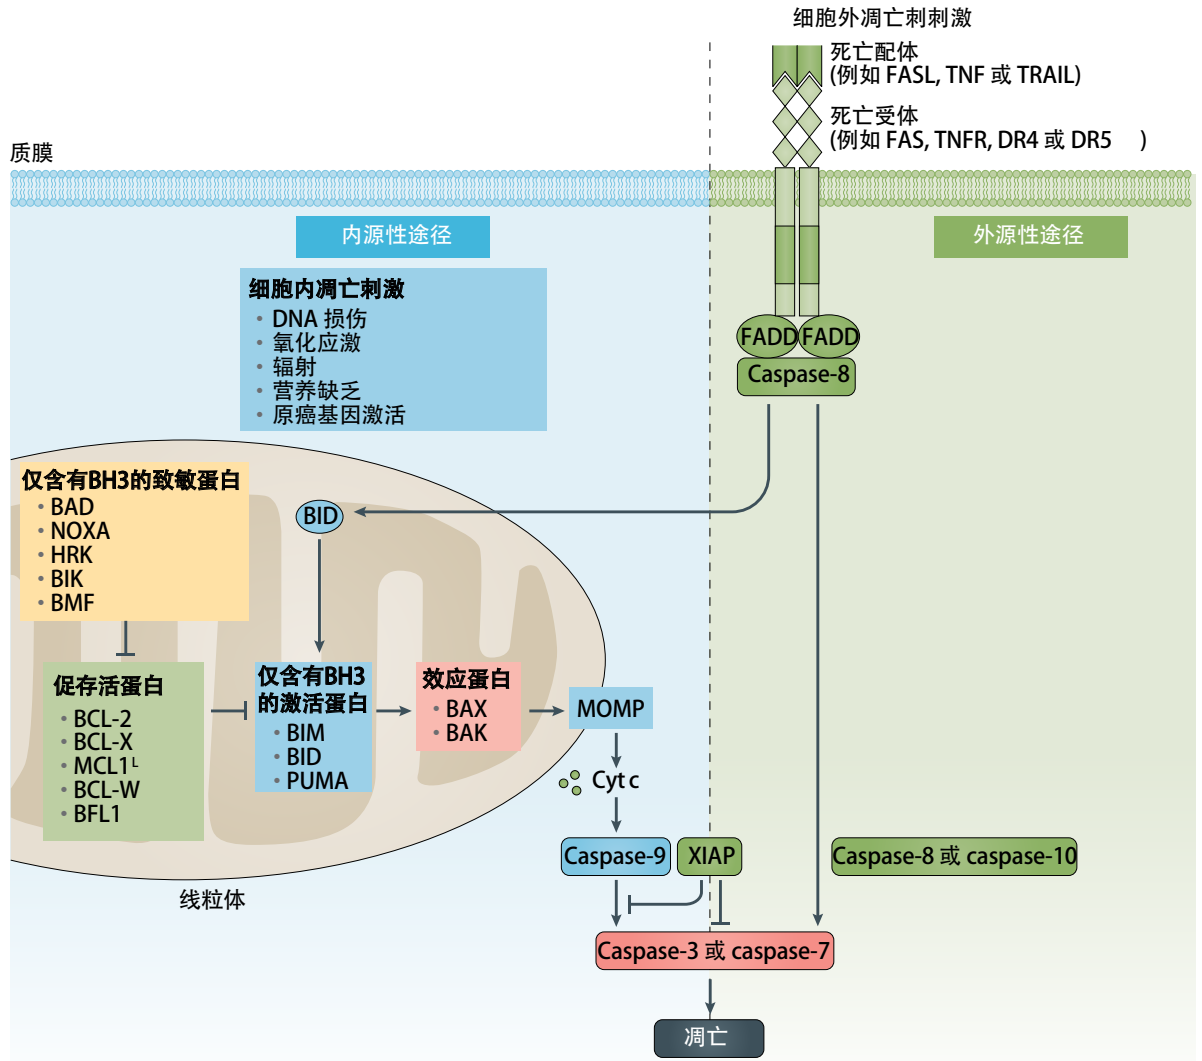 细胞外凋亡刺刺激
死亡配体
(例如 FASL, TNF 或 TRAIL)
死亡受体
(例如 FAS, TNFR, DR4 或 DR5 )
质膜
内源性途径
外源性途径
细胞内凋亡刺激
• DNA 损伤
• 氧化应激
• 辐射
• 营养缺乏
• 原癌基因激活
FADD
FADD
Caspase-8
仅含有BH3的致敏蛋白
• BAD
• NOXA
• HRK
• BIK
• BMF
BID
促存活蛋白
• BCL-2
• BCL-X
• MCL1ᴸ
• BCL-W
• BFL1
仅含有BH3
的激活蛋白
• BIM
• BID
• PUMA
效应蛋白
• BAX
• BAK
MOMP
Cyt c
Caspase-9
XIAP
Caspase-8 或 caspase-10
线粒体
Caspase-3 或 caspase-7
凋亡